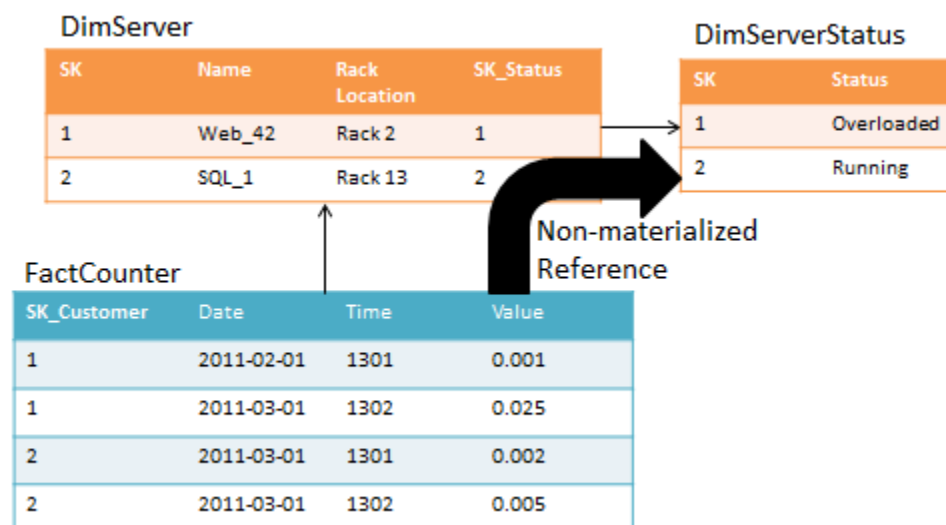 DimServer
SK Name Rack Location SK_Status
1 Web_42 Rack 2 1
2 SQL_1 Rack 13 2
DimServerStatus
SK Status
1 Overloaded
2 Running
Non-materialized
Reference
FactCounter
SK_Customer Date Time Value
1 2011-02-01 1301 0.001
1 2011-03-01 1302 0.025
2 2011-03-01 1301 0.002
2 2011-03-01 1302 0.005